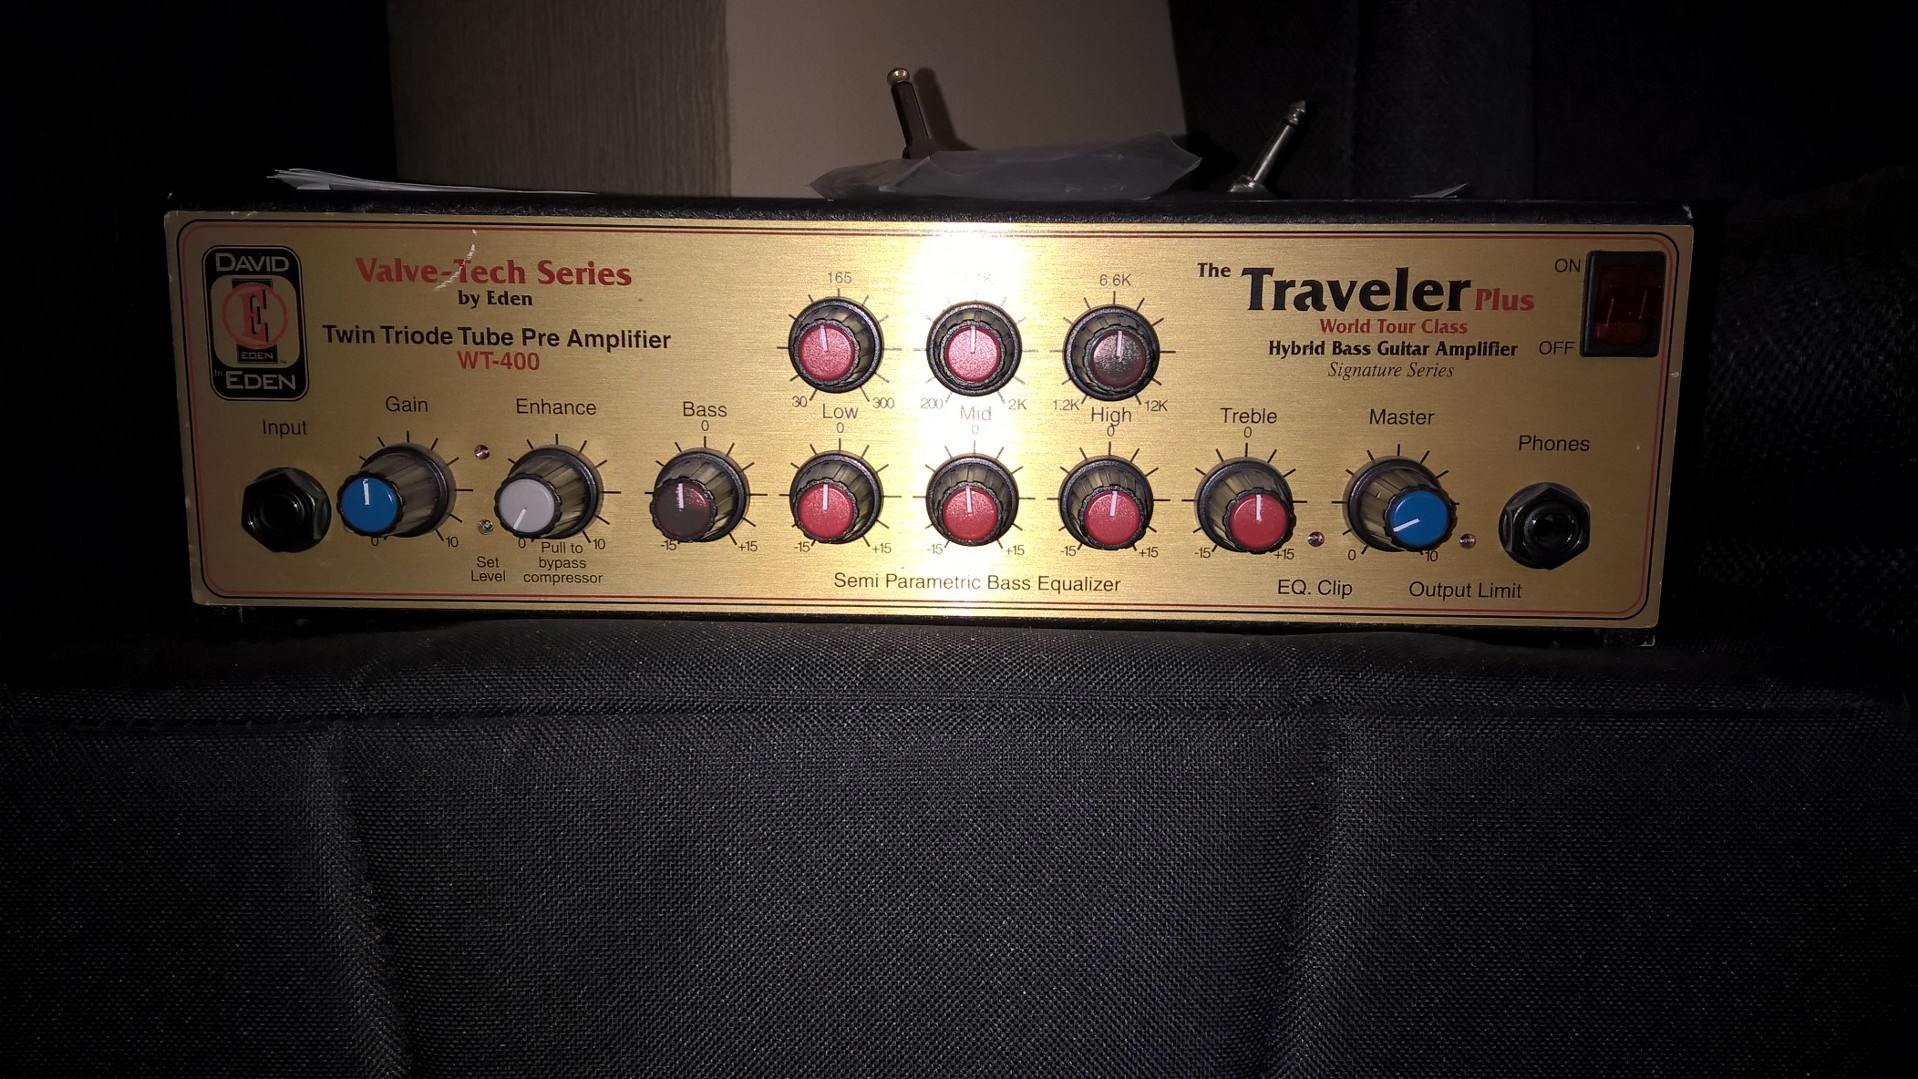 DAVID
EDEN
by EDEN
Valve-Tech Series
by Eden
Twin Triode Tube Pre Amplifier
WT-400
165
6.6K
30
300
200
2K
1.2K
12K
Low
Mid
High
The Traveler Plus
World Tour Class
Hybrid Bass Guitar Amplifier
Signature Series
ON
OFF
Input
Gain
0
10
Set
Level
Enhance
0
10
Pull to
bypass
compressor
Bass
0
-15
+15
0
-15
+15
0
-15
+15
0
-15
+15
Semi Parametric Bass Equalizer
Treble
0
-15
+15
EQ. Clip
Master
0
10
Output Limit
Phones